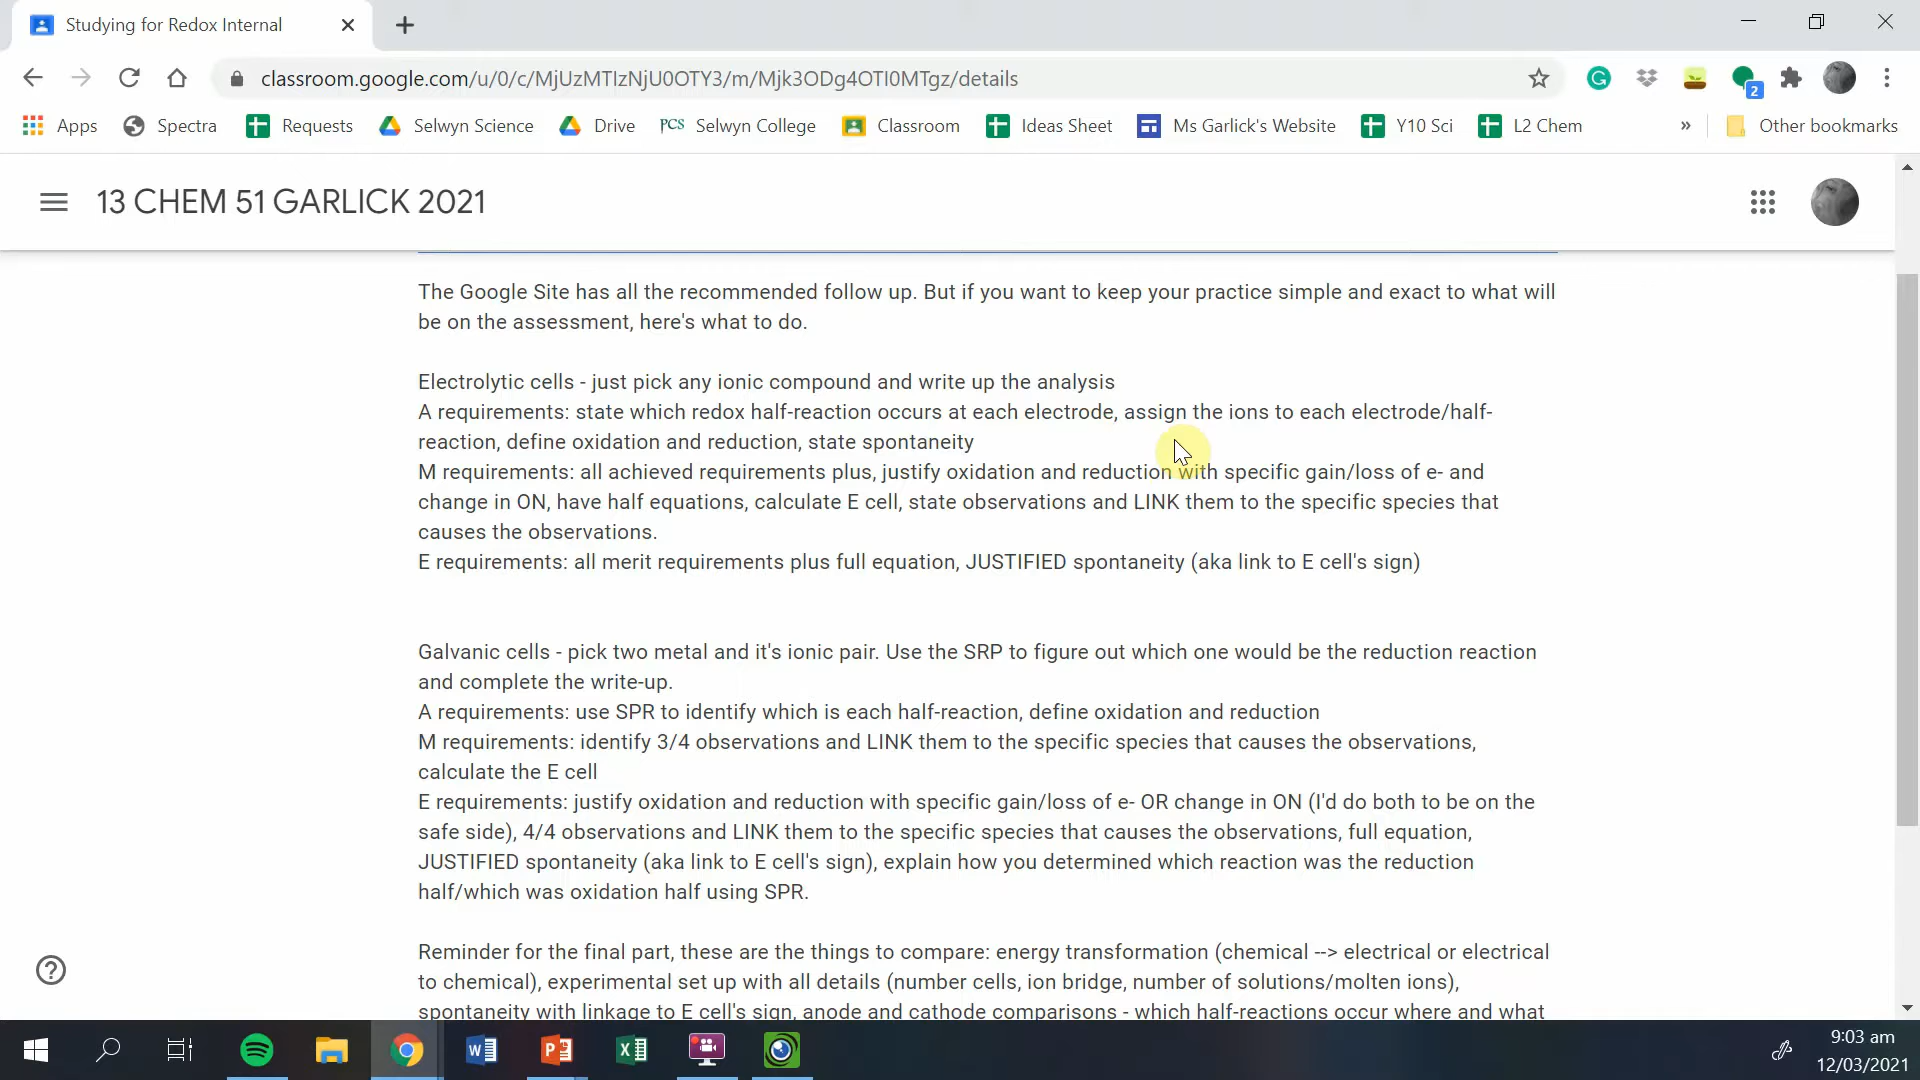 Studying for Redox Internal
classroom.google.com/u/0/c/MjUzMTIzNjU0OTY3/m/Mjk3ODg4OTI0MTgz/details
2
Apps
Spectra
Requests
Selwyn Science
Drive
PCS Selwyn College
Classroom
Ideas Sheet
Ms Garlick's Website
Y10 Sci
L2 Chem
»
Other bookmarks
13 CHEM 51 GARLICK 2021
The Google Site has all the recommended follow up. But if you want to keep your practice simple and exact to what will
be on the assessment, here's what to do.
Electrolytic cells - just pick any ionic compound and write up the analysis
A requirements: state which redox half-reaction occurs at each electrode, assign the ions to each electrode/half-
reaction, define oxidation and reduction, state spontaneity
M requirements: all achieved requirements plus, justify oxidation and reduction with specific gain/loss of e- and
change in ON, have half equations, calculate E cell, state observations and LINK them to the specific species that
causes the observations.
E requirements: all merit requirements plus full equation, JUSTIFIED spontaneity (aka link to E cell's sign)
Galvanic cells - pick two metal and it's ionic pair. Use the SRP to figure out which one would be the reduction reaction
and complete the write-up.
A requirements: use SPR to identify which is each half-reaction, define oxidation and reduction
M requirements: identify 3/4 observations and LINK them to the specific species that causes the observations,
calculate the E cell
E requirements: justify oxidation and reduction with specific gain/loss of e- OR change in ON (I'd do both to be on the
safe side), 4/4 observations and LINK them to the specific species that causes the observations, full equation,
JUSTIFIED spontaneity (aka link to E cell's sign), explain how you determined which reaction was the reduction
half/which was oxidation half using SPR.
Reminder for the final part, these are the things to compare: energy transformation (chemical --> electrical or electrical
to chemical), experimental set up with all details (number cells, ion bridge, number of solutions/molten ions),
spontaneity with linkage to E cell's sign, anode and cathode comparisons - which half-reactions occur where and what
9:03 am
12/03/2021